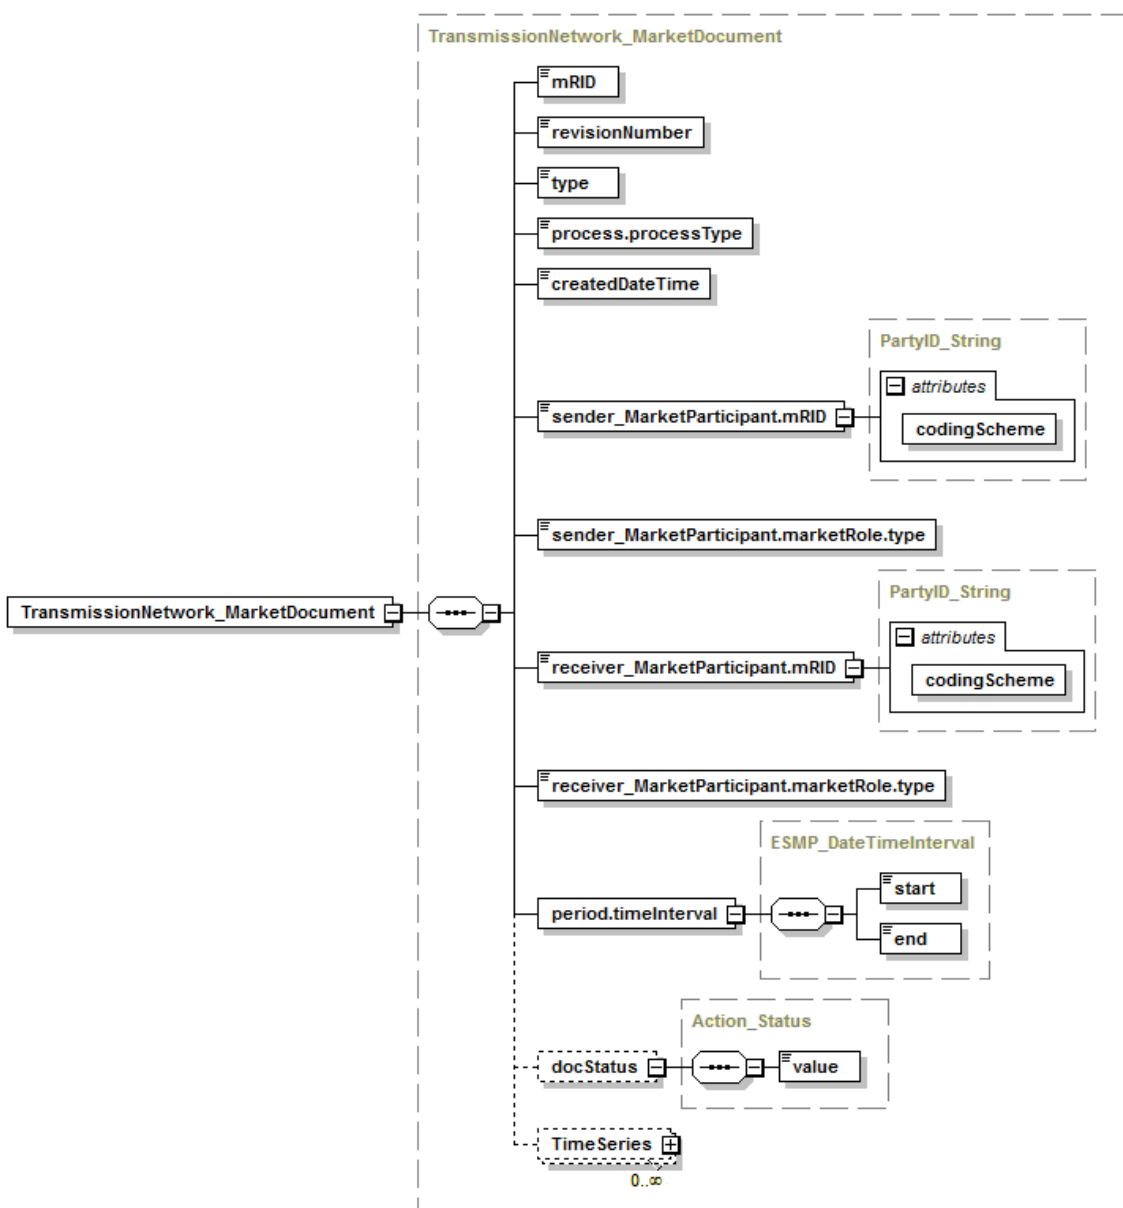 TransmissionNetwork_MarketDocument
mRID
revisionNumber
type
process.processType
createdDateTime
PartyID_String
attributes
codingScheme
sender_MarketParticipant.mRID
sender_MarketParticipant.marketRole.type
TransmissionNetwork_MarketDocument
PartyID_String
attributes
codingScheme
receiver_MarketParticipant.mRID
receiver_MarketParticipant.marketRole.type
ESMP_DateTimeInterval
start
period.timeInterval
end
Action_Status
docStatus
value
TimeSeries
0..∞